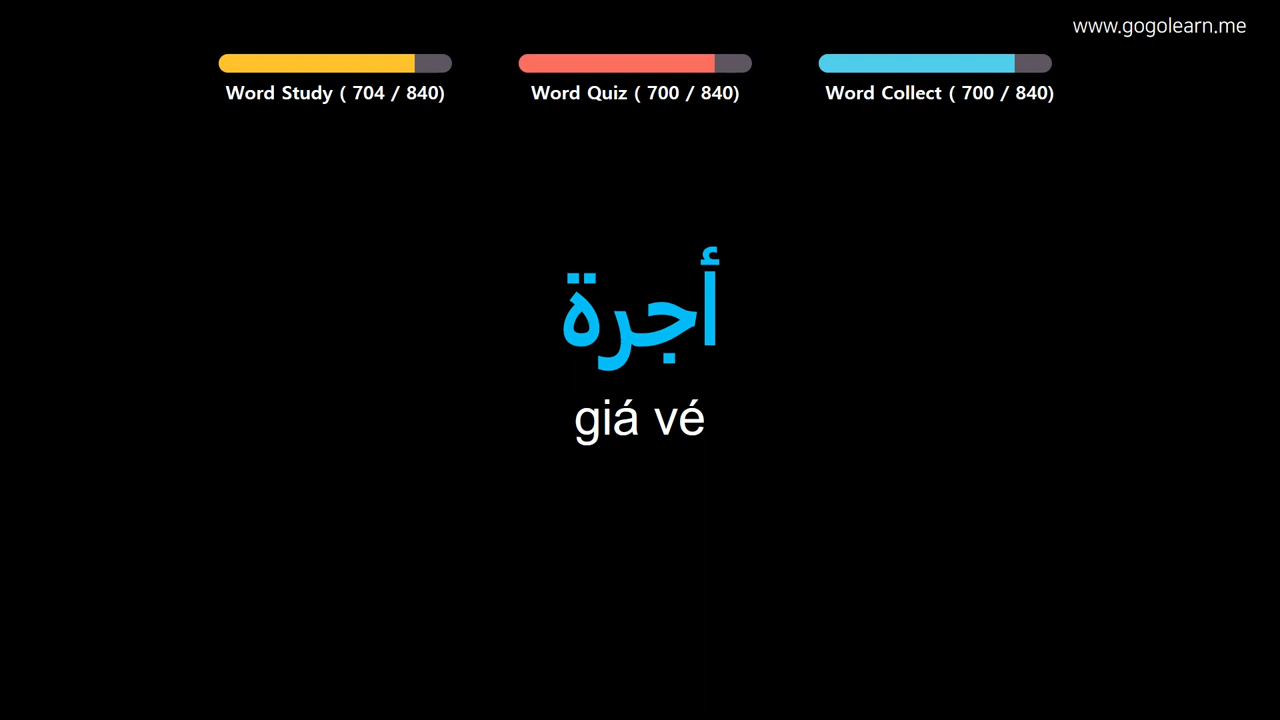 www.gogolearn.me
Word Study ( 704 / 840)
Word Quiz ( 700 / 840)
Word Collect ( 700 / 840)
أجرة
giá vé